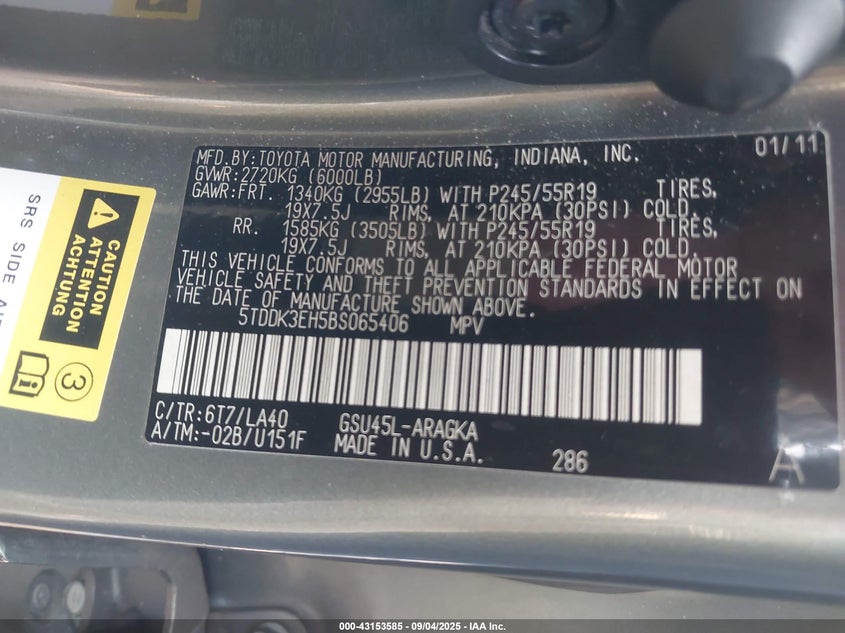 MFD.BY:TOYOTA MOTOR MANUFACTURING, INDIANA, INC. 01/11
GVWR:2720KG (6000LB)
GAWR:FRT. 1340KG (2955LB) WITH P245/55R19 TIRES,
19X7.5J RIMS, AT 210KPA (30PSI) COLD.
RR. 1585KG (3505LB) WITH P245/55R19 TIRES,
19X7.5J RIMS, AT 210KPA (30PSI) COLD.
THIS VEHICLE CONFORMS TO ALL APPLICABLE FEDERAL MOTOR
VEHICLE SAFETY AND THEFT PREVENTION STANDARDS IN EFFECT ON
THE DATE OF MANUFACTURE SHOWN ABOVE.
5TDDK3EH5BS065406 MPV
C/TR:6T7/LA40 GSU45L-ARAGKA
A/TM:-02B/U151F MADE IN U.S.A. 286 A
SRS SIDE
CAUTION
ATTENTION
ACHTUNG
3
000-43153585 - 09/04/2025 - IAA Inc.